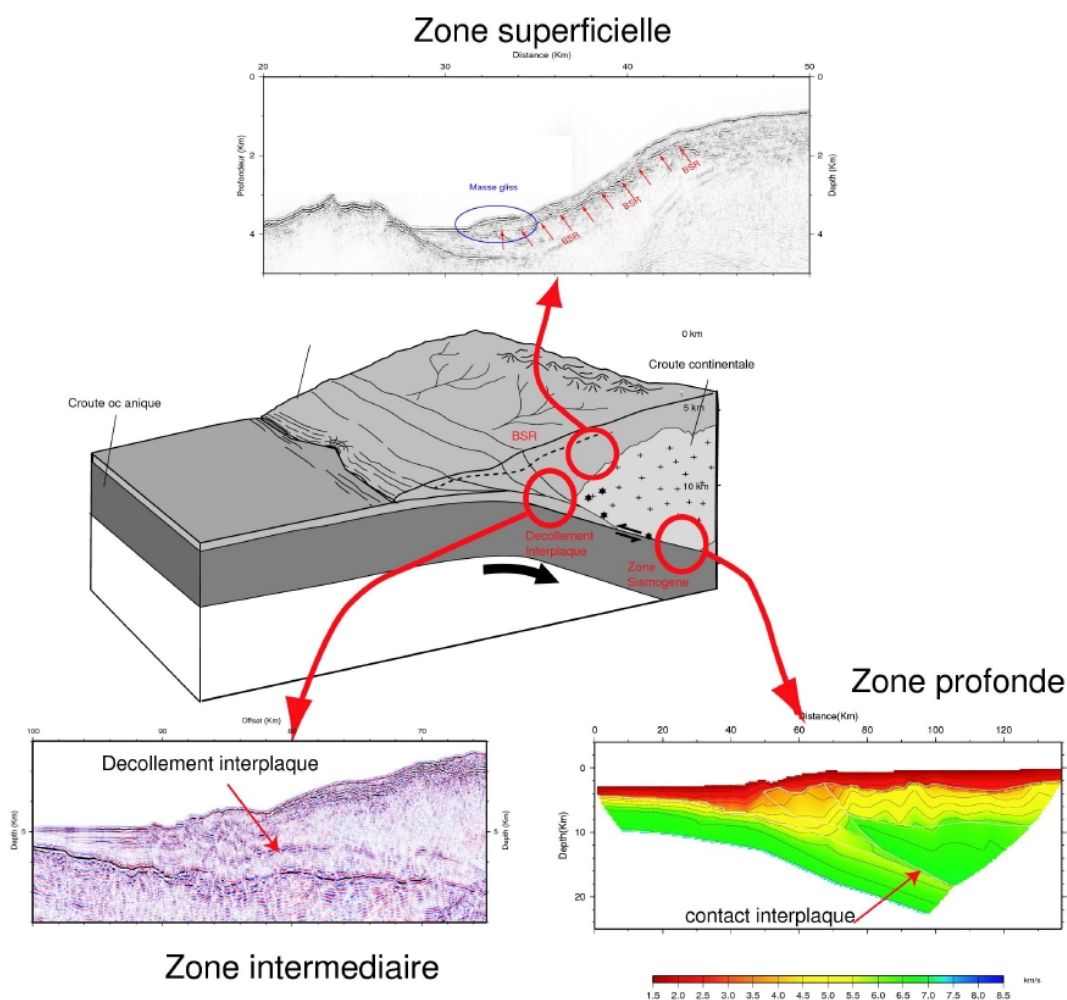 Zone superficielle
Distance (Km)
20 30 40 50
0 0
Profondeur (Km)
Depth (Km)
2 2
4 4
Masse gliss
BSR
BSR
BSR
0 km
Croute continentale
Croute oc anique
5 km
BSR
10 km
Decollement
Interplaque
Zone
Sismogene
Zone profonde
Offset (Km)
100 90 80 70
Decollement interplaque
Depth (Km)
5 5
Depth (Km)
Zone intermediaire
Distance(Km)
0 20 40 60 80 100 120
0
10
20
Depth(Km)
contact interplaque
km/s
1.5 2.0 2.5 3.0 3.5 4.0 4.5 5.0 5.5 6.0 6.5 7.0 7.5 8.0 8.5